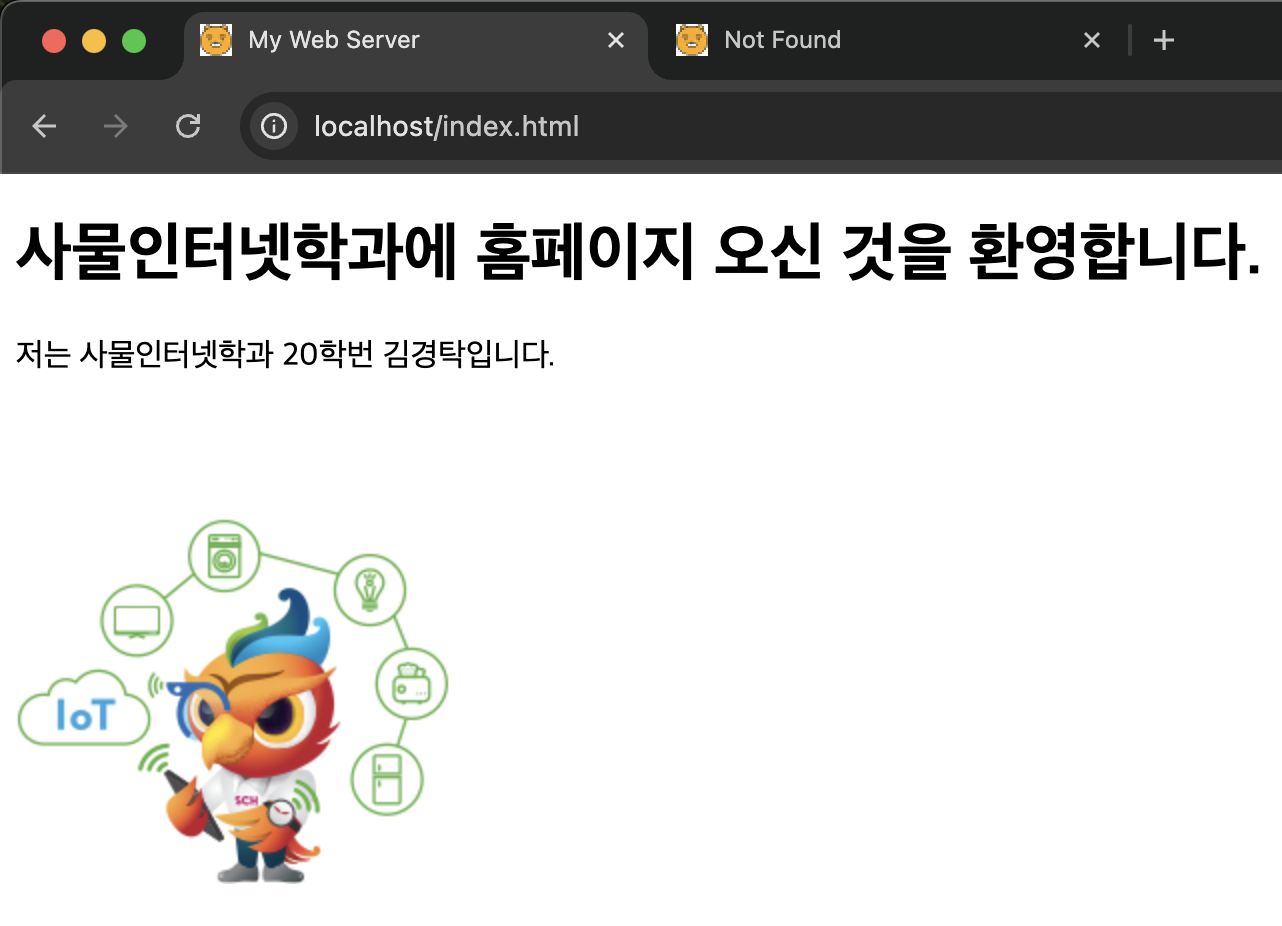 My Web Server
Not Found
localhost/index.html
사물인터넷학과에 홈페이지 오신 것을 환영합니다.
저는 사물인터넷학과 20학번 김경탁입니다.
IoT
SCH